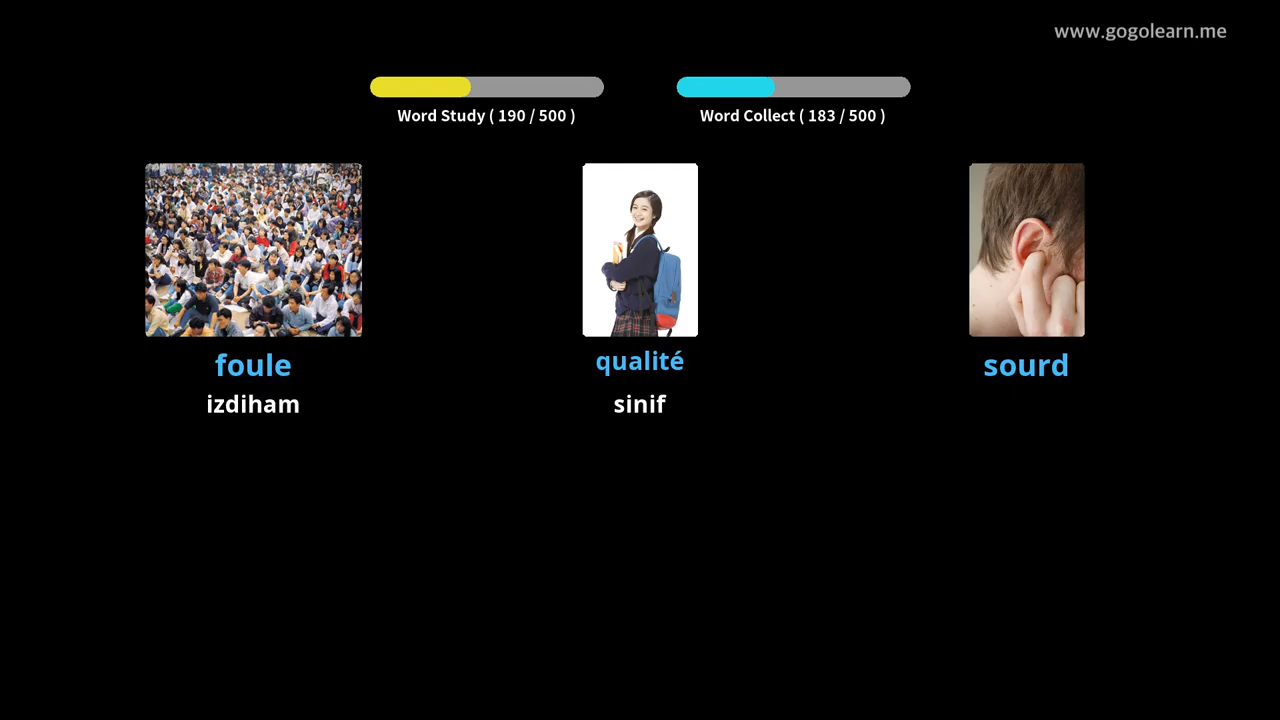 www.gogolearn.me
Word Study ( 190 / 500 )
Word Collect ( 183 / 500 )
foule
qualité
sourd
izdiham
sinif